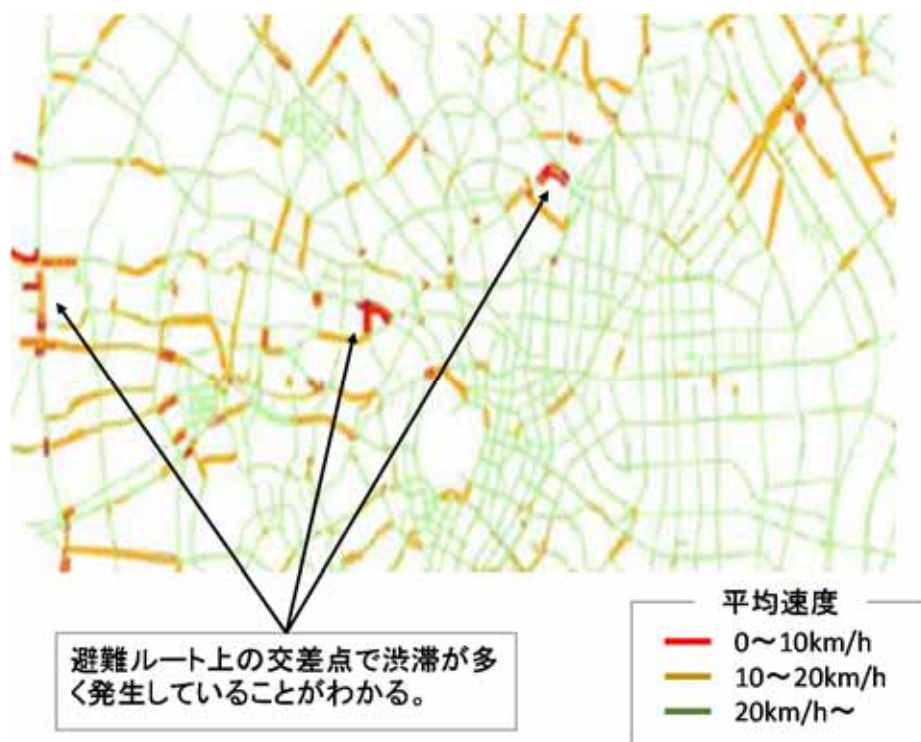 避難ルート上の交差点で渋滞が多
く発生していることがわかる。
平均速度
0～10km/h
10～20km/h
20km/h～